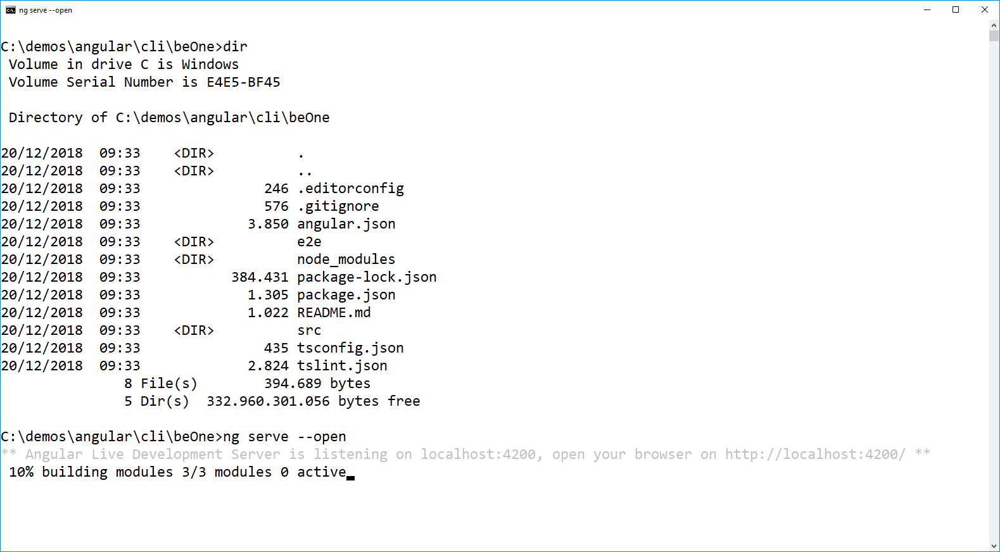 ng serve --open
C:\demos\angular\cli\beOne>dir
 Volume in drive C is Windows
 Volume Serial Number is E4E5-BF45
 Directory of C:\demos\angular\cli\beOne
20/12/2018  09:33    <DIR>          .
20/12/2018  09:33    <DIR>          ..
20/12/2018  09:33               246 .editorconfig
20/12/2018  09:33               576 .gitignore
20/12/2018  09:33             3.850 angular.json
20/12/2018  09:33    <DIR>          e2e
20/12/2018  09:33    <DIR>          node_modules
20/12/2018  09:33           384.431 package-lock.json
20/12/2018  09:33             1.305 package.json
20/12/2018  09:33             1.022 README.md
20/12/2018  09:33    <DIR>          src
20/12/2018  09:33               435 tsconfig.json
20/12/2018  09:33             2.824 tslint.json
               8 File(s)        394.689 bytes
               5 Dir(s)  332.960.301.056 bytes free
C:\demos\angular\cli\beOne>ng serve --open
** Angular Live Development Server is listening on localhost:4200, open your browser on http://localhost:4200/ **
 10% building modules 3/3 modules 0 active